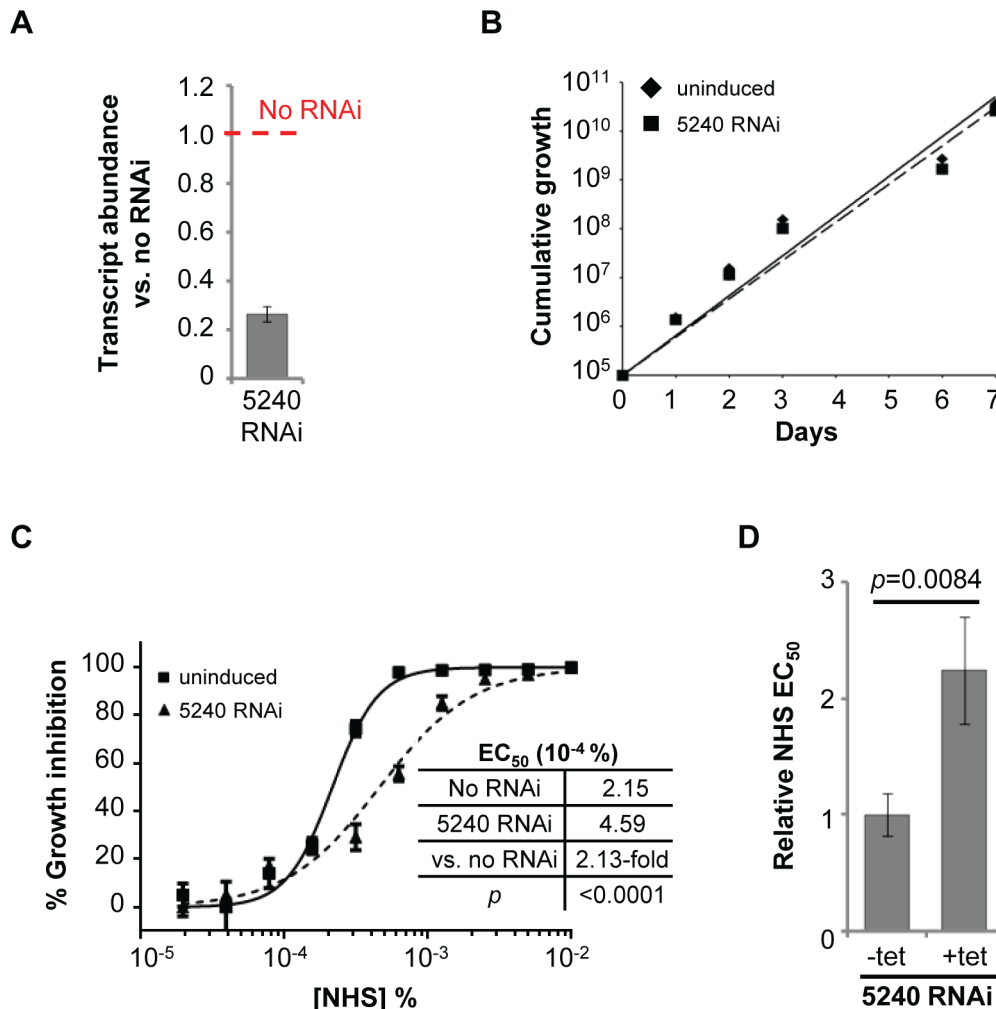 A
Transcript abundance
vs. no RNAi
1.2
1.0
0.8
0.6
0.4
0.2
0
No RNAi
5240
RNAi
B
Cumulative growth
10¹¹
10¹⁰
10⁹
10⁸
10⁷
10⁶
10⁵
uninduced
5240 RNAi
0 1 2 3 4 5 6 7
Days
C
% Growth inhibition
100
80
60
40
20
0
uninduced
5240 RNAi
EC₅₀ (10⁻⁴ %)
No RNAi 2.15
5240 RNAi 4.59
vs. no RNAi 2.13-fold
p <0.0001
10⁻⁵ 10⁻⁴ 10⁻³ 10⁻²
[NHS] %
D
Relative NHS EC₅₀
3
2
1
0
p=0.0084
-tet +tet
5240 RNAi